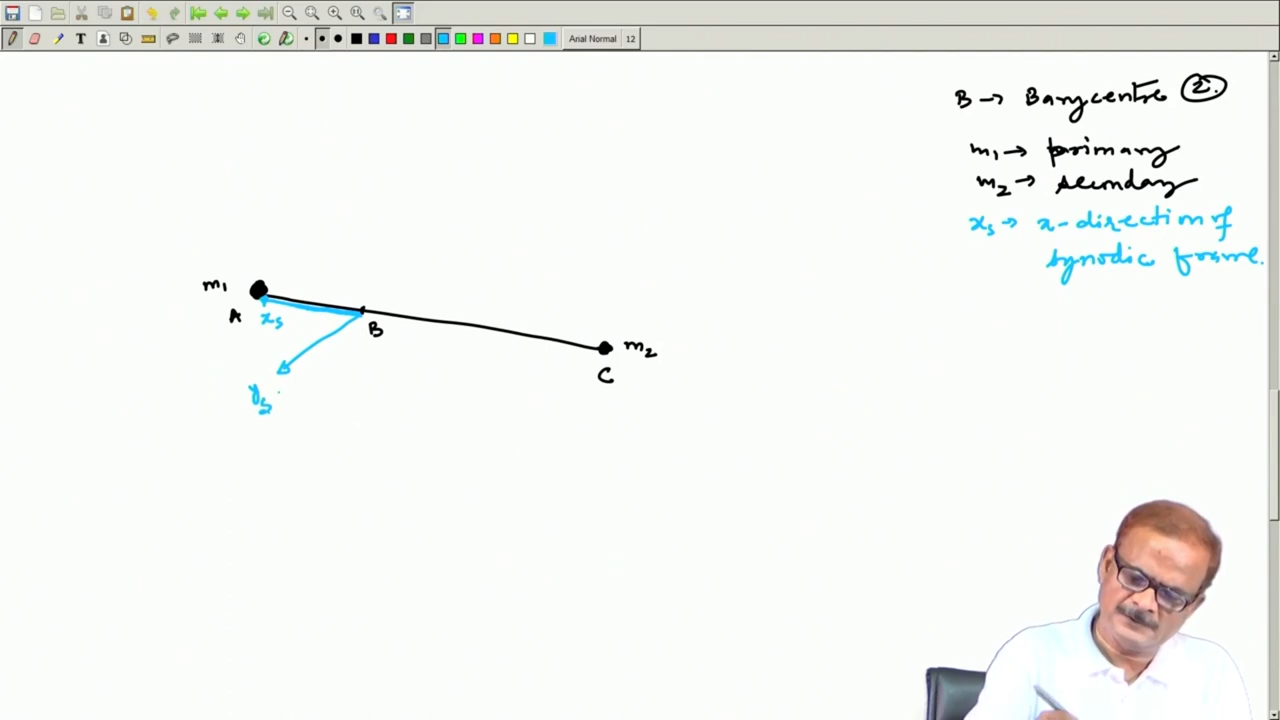 Arial Normal 12
B → Barycentre 2.
m1 → primary
m2 → secondary
xs → x-direction of
synodic frame.
m1
A xs
B
m2
C
ys